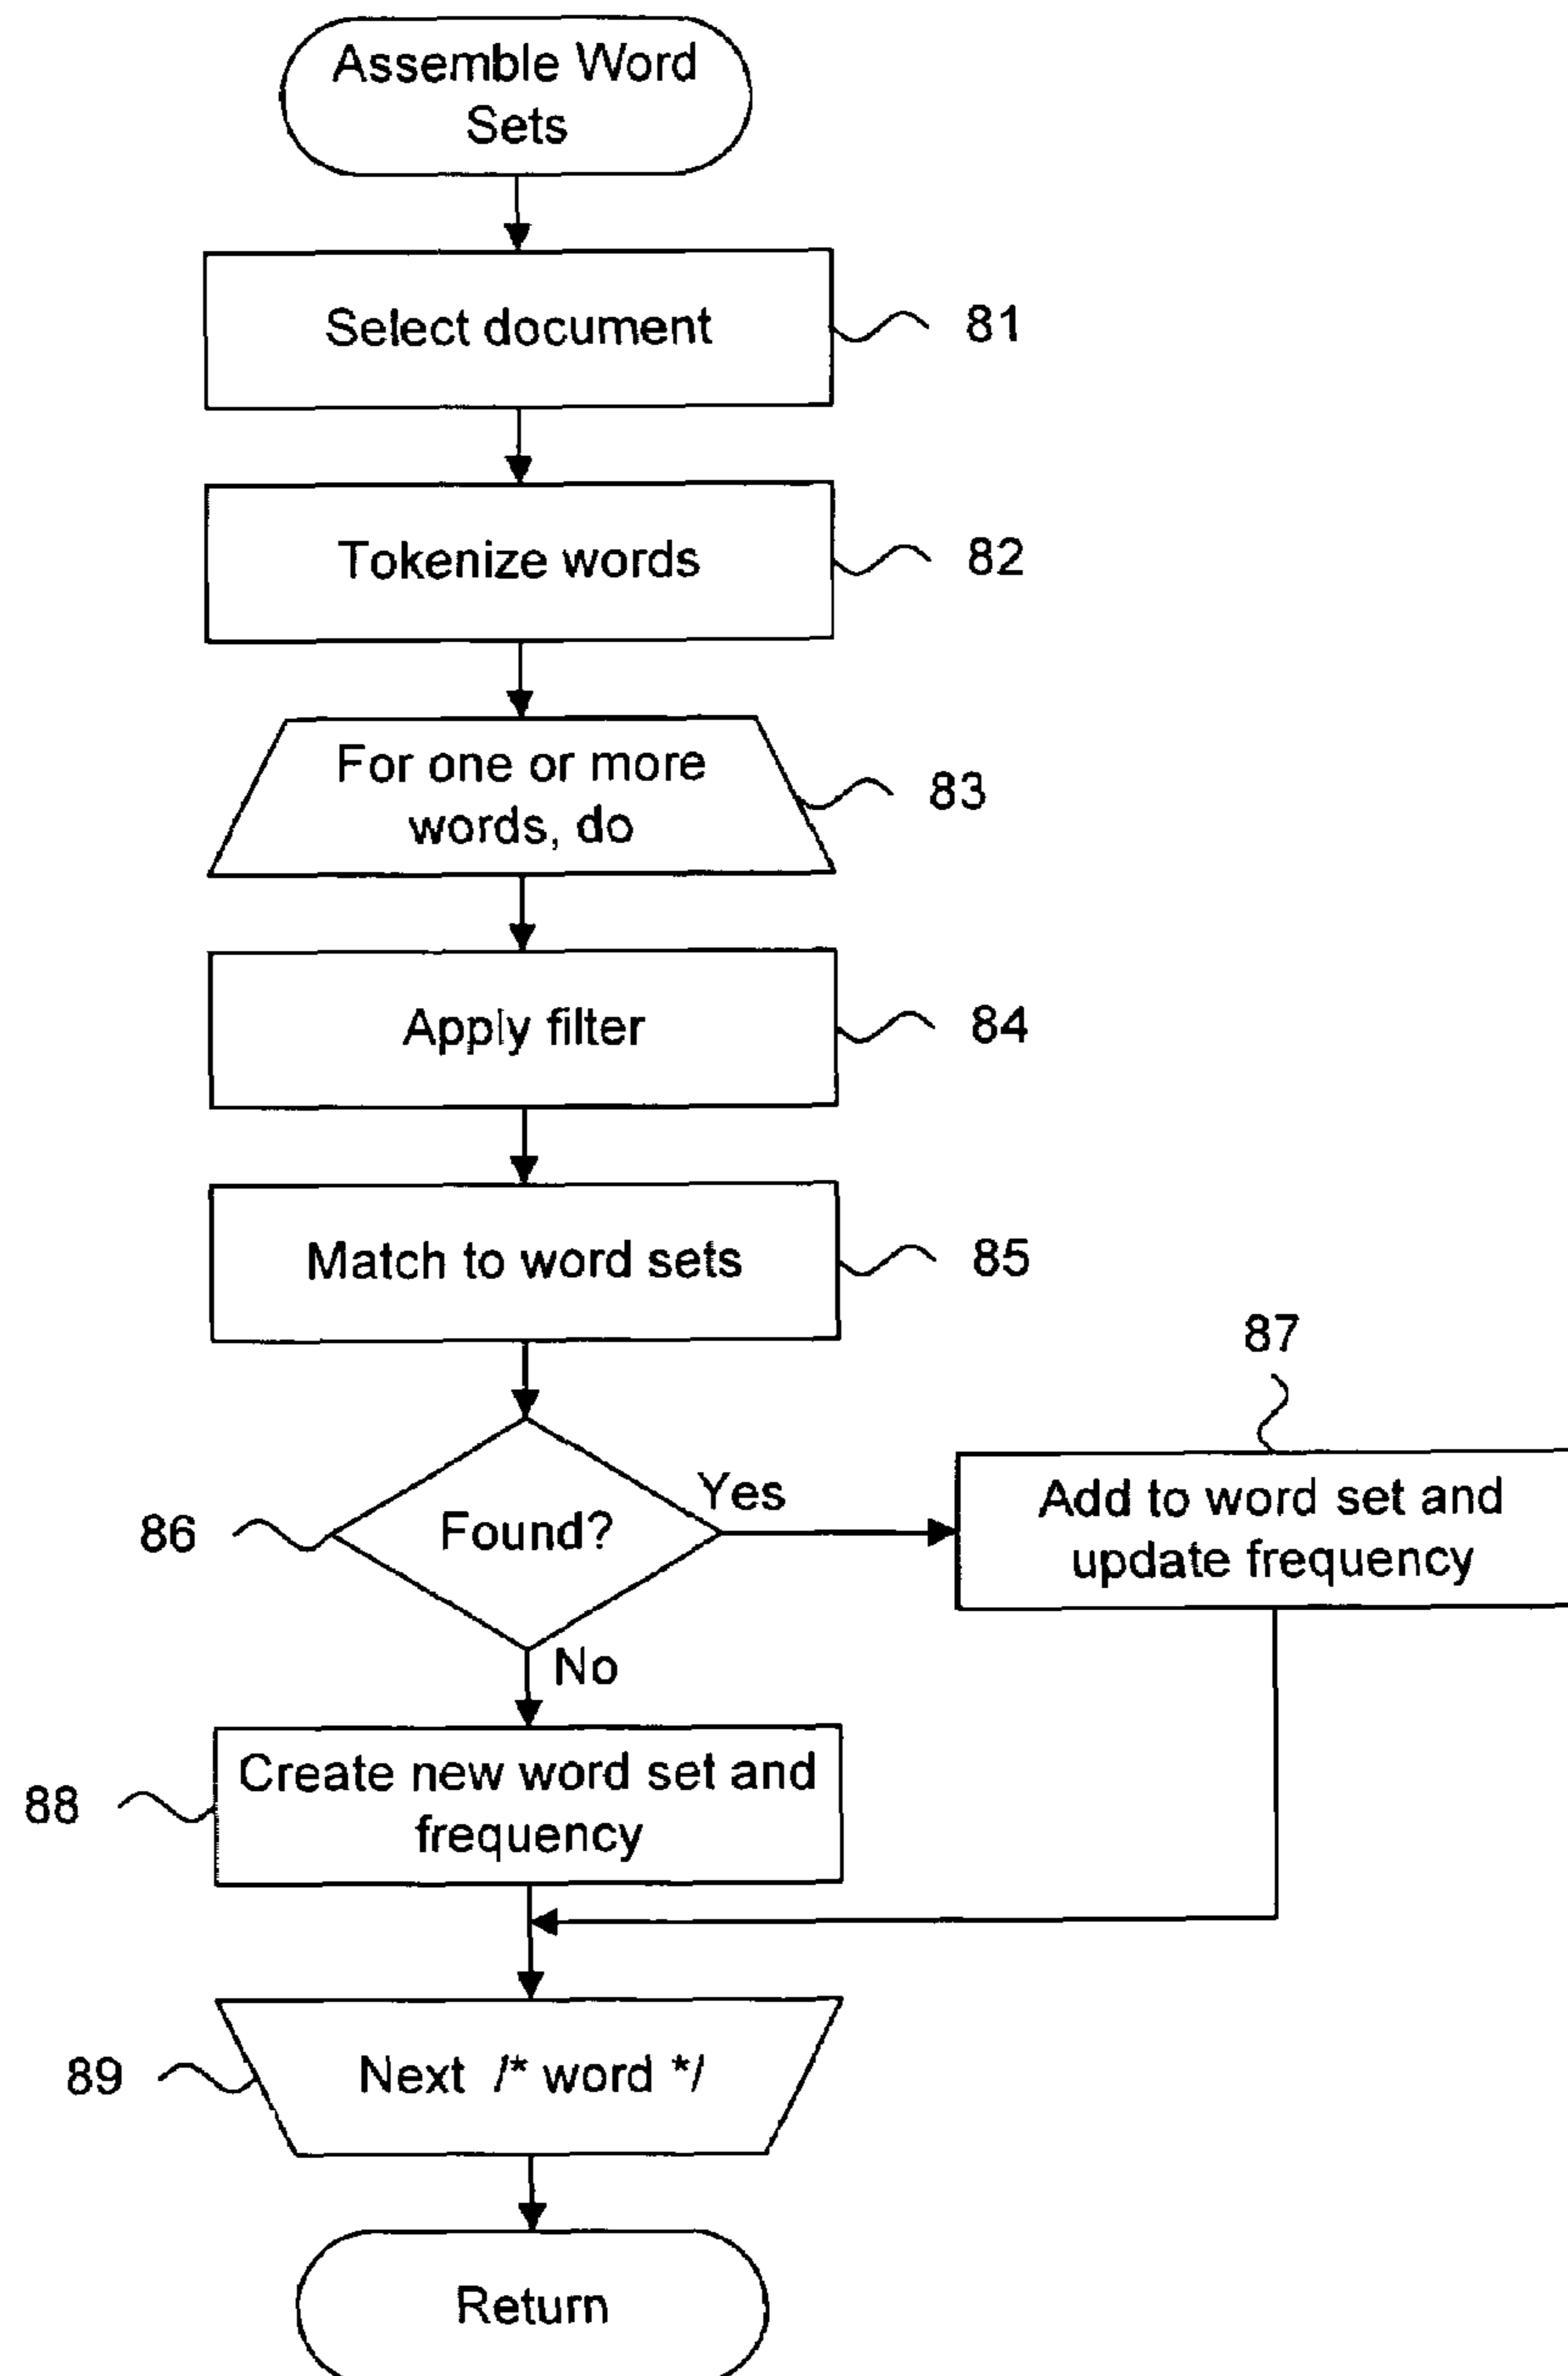 Assemble Word
Sets
Select document
81
Tokenize words
82
For one or more
words, do
83
Apply filter
84
Match to word sets
85
86
Found?
Yes
87
Add to word set and
update frequency
No
88
Create new word set and
frequency
89
Next /* word */
Return